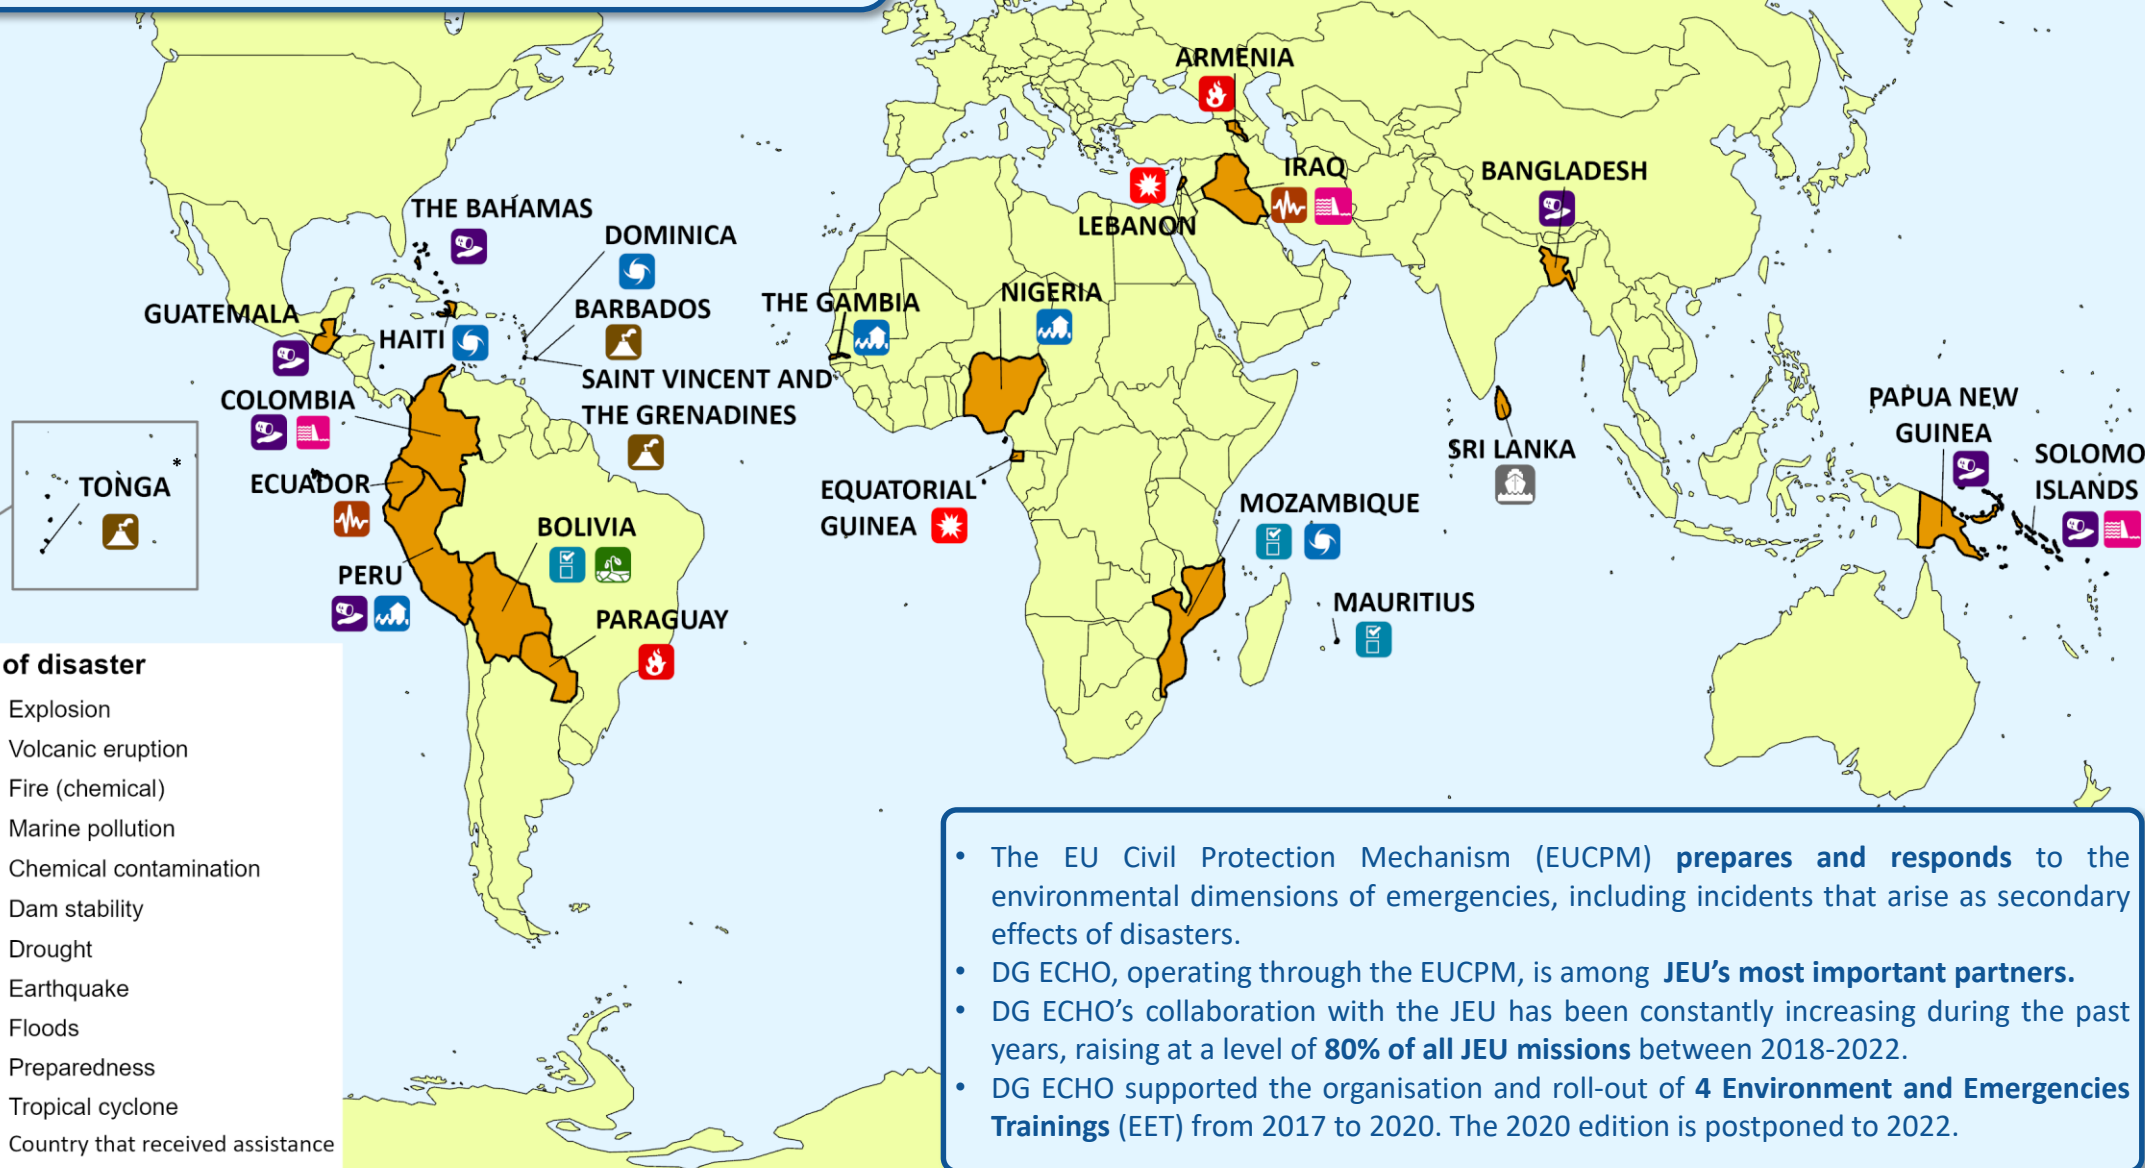 ARMENIA
IRAQ
BANGLADESH
LEBANON
THE BAHAMAS
DOMINICA
BARBADOS
THE GAMBIA
NIGERIA
GUATEMALA
HAITI
SAINT VINCENT AND
THE GRENADINES
COLOMBIA
PAPUA NEW
GUINEA
SOLOMO
ISLANDS
SRI LANKA
*
TONGA
ECUADOR
EQUATORIAL
GUINEA
MOZAMBIQUE
BOLIVIA
PERU
PARAGUAY
MAURITIUS
of disaster
Explosion
Volcanic eruption
Fire (chemical)
Marine pollution
Chemical contamination
Dam stability
Drought
Earthquake
Floods
Preparedness
Tropical cyclone
Country that received assistance
• The EU Civil Protection Mechanism (EUCPM) prepares and responds to the
environmental dimensions of emergencies, including incidents that arise as secondary
effects of disasters.
• DG ECHO, operating through the EUCPM, is among JEU’s most important partners.
• DG ECHO’s collaboration with the JEU has been constantly increasing during the past
years, raising at a level of 80% of all JEU missions between 2018-2022.
• DG ECHO supported the organisation and roll-out of 4 Environment and Emergencies
Trainings (EET) from 2017 to 2020. The 2020 edition is postponed to 2022.